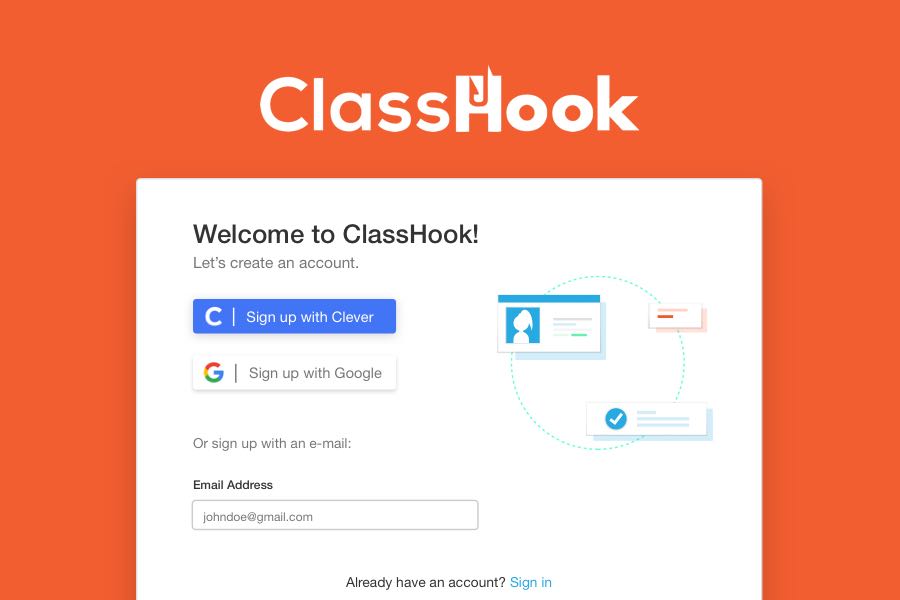 ClassHook
Welcome to ClassHook!
Let's create an account.
C | Sign up with Clever
G | Sign up with Google
Or sign up with an e-mail:
Email Address
johndoe@gmail.com
Already have an account? Sign in